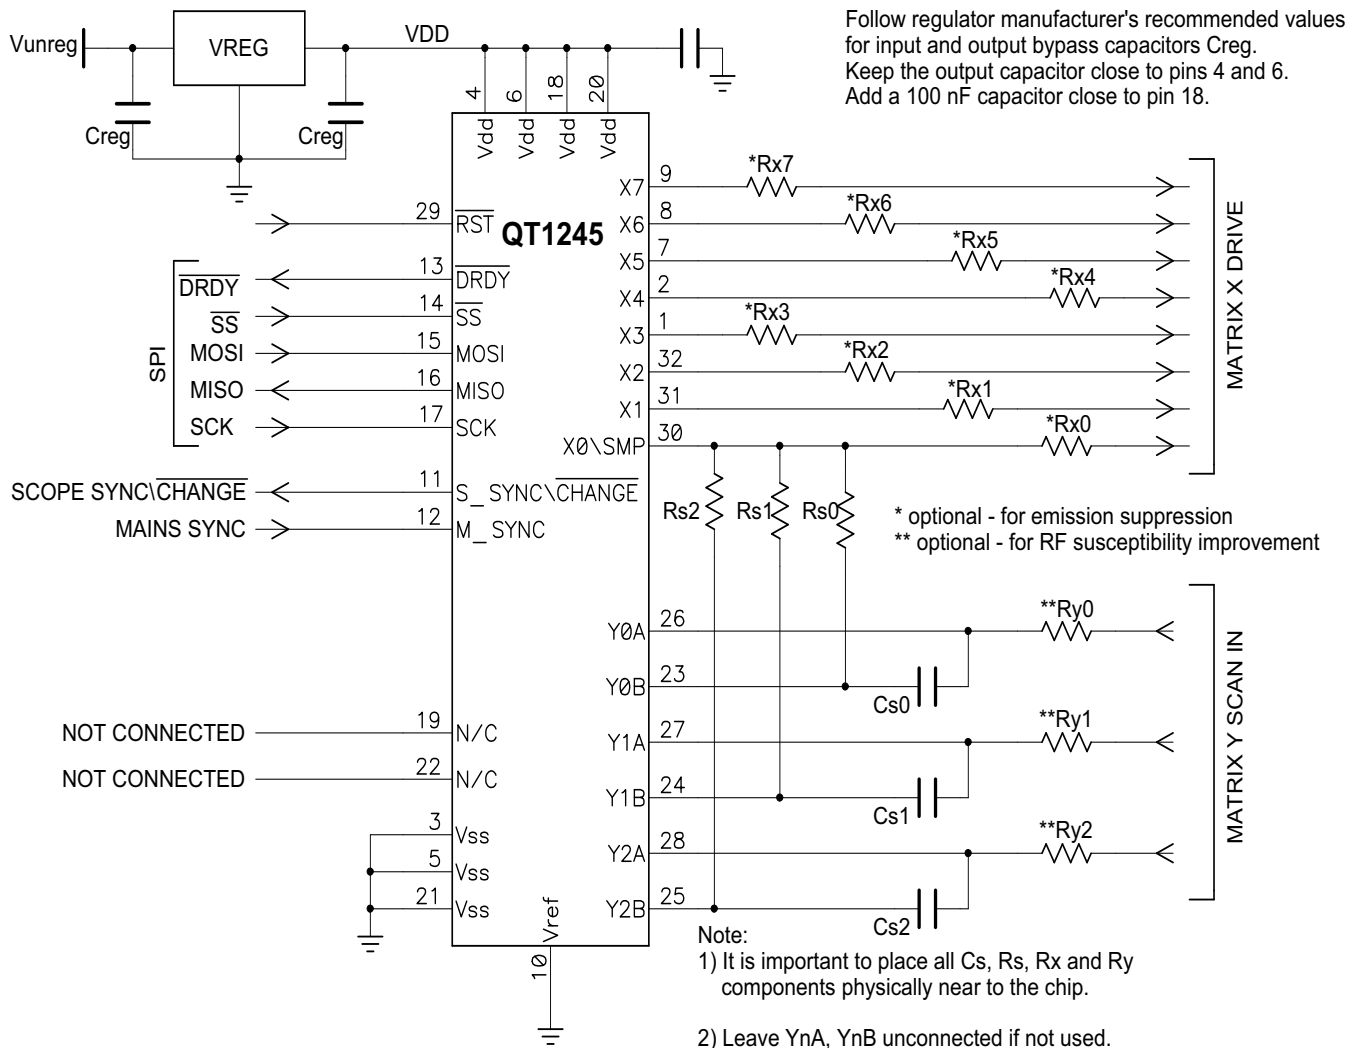 Follow regulator manufacturer's recommended values
for input and output bypass capacitors Creg.
Keep the output capacitor close to pins 4 and 6.
Add a 100 nF capacitor close to pin 18.
Vunreg
VREG
VDD
Creg
Creg
4
6
18
20
Vdd
Vdd
Vdd
Vdd
QT1245
29
RST
SPI
DRDY
13
DRDY
SS
14
SS
MOSI
15
MOSI
MISO
16
MISO
SCK
17
SCK
SCOPE SYNC\CHANGE
11
S_SYNC\CHANGE
MAINS SYNC
12
M_SYNC
NOT CONNECTED
19
N/C
NOT CONNECTED
22
N/C
3
Vss
5
Vss
21
Vss
Vref
10
X7
9
*Rx7
X6
8
*Rx6
X5
7
*Rx5
X4
2
*Rx4
X3
1
*Rx3
X2
32
*Rx2
X1
31
*Rx1
X0\SMP
30
*Rx0
MATRIX X DRIVE
Rs2
Rs1
Rs0
* optional - for emission suppression
** optional - for RF susceptibility improvement
Y0A
26
**Ry0
Y0B
23
Cs0
Y1A
27
**Ry1
Y1B
24
Cs1
Y2A
28
**Ry2
Y2B
25
Cs2
MATRIX Y SCAN IN
Note:
1) It is important to place all Cs, Rs, Rx and Ry
components physically near to the chip.
2) Leave YnA, YnB unconnected if not used.